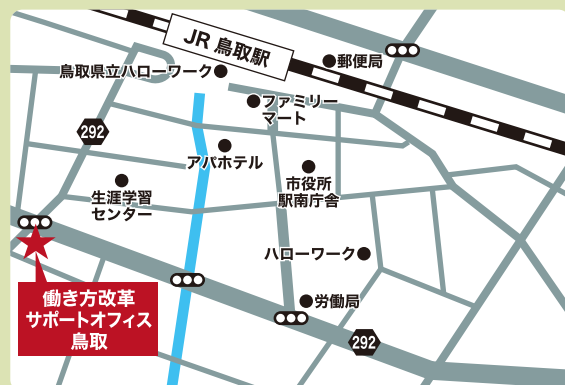 JR 鳥取駅
郵便局
鳥取県立ハローワーク
ファミリー
マート
292
アパホテル
市役所
駅南庁舎
生涯学習
センター
ハローワーク
働き方改革
サポートオフィス
鳥取
労働局
292